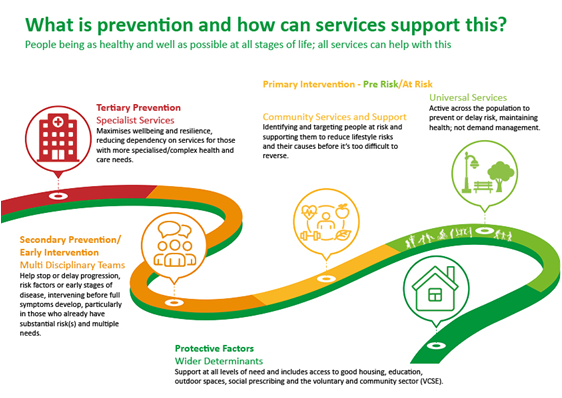 What is prevention and how can services support this?
People being as healthy and well as possible at all stages of life; all services can help with this
Primary Intervention - Pre Risk/At Risk
Tertiary Prevention
Specialist Services
Maximises wellbeing and resilience,
reducing dependency on services for those
with more specialised/complex health and
care needs.
Community Services and Support
Identifying and targeting people at risk and
supporting them to reduce lifestyle risks
and their causes before it's too difficult to
reverse.
Universal Services
Active across the population to
prevent or delay risk, maintaining
health; not demand management.
Secondary Prevention/
Early Intervention
Multi Disciplinary Teams
Help stop or delay progression,
risk factors or early stages of
disease, intervening before full
symptoms develop, particularly
in those who already have
substantial risk(s) and multiple
needs.
Protective Factors
Wider Determinants
Support at all levels of need and includes access to good housing, education,
outdoor spaces, social prescribing and the voluntary and community sector (VCSE).